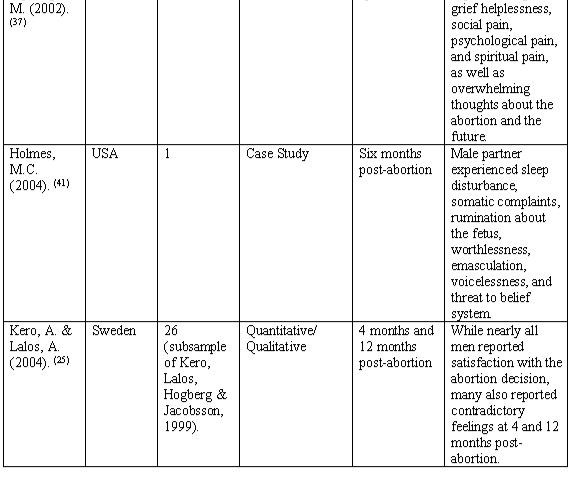 M. (2002).
(37)
grief helplessness,
social pain,
psychological pain,
and spiritual pain,
as well as
overwhelming
thoughts about the
abortion and the
future.
Holmes,
M.C.
(2004). (41)
USA
1
Case Study
Six months
post-abortion
Male partner
experienced sleep
disturbance,
somatic complaints,
rumination about
the fetus,
worthlessness,
emasculation,
voicelessness, and
threat to belief
system.
Kero, A. &
Lalos, A.
(2004). (25)
Sweden
26
(subsample
of Kero,
Lalos,
Hogberg &
Jacobsson,
1999).
Quantitative/
Qualitative
4 months and
12 months
post-abortion
While nearly all
men reported
satisfaction with the
abortion decision,
many also reported
contradictory
feelings at 4 and 12
months post-
abortion.